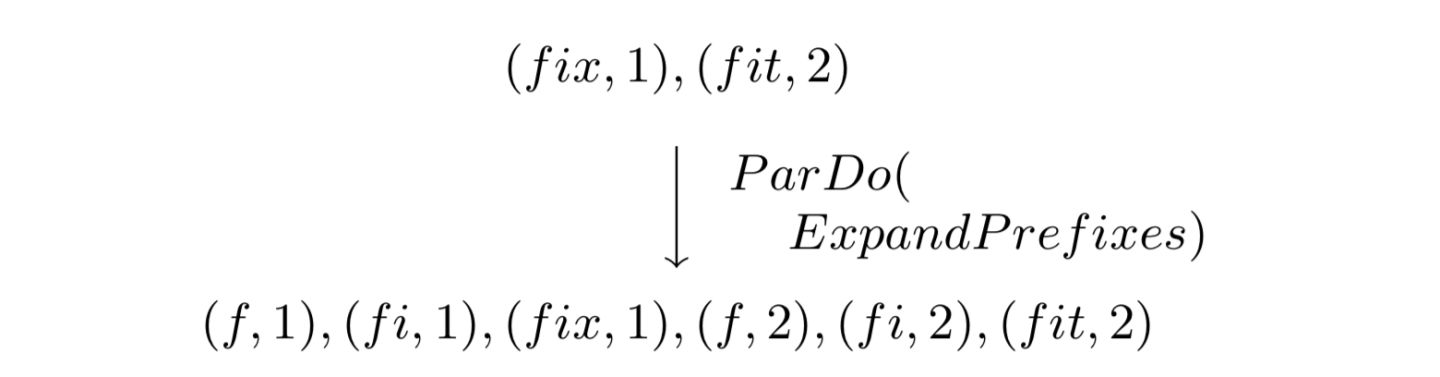 (fix, 1), (fit, 2)
ParDo(
ExpandPrefixes)
(f, 1), (fi, 1), (fix, 1), (f, 2), (fi, 2), (fit, 2)